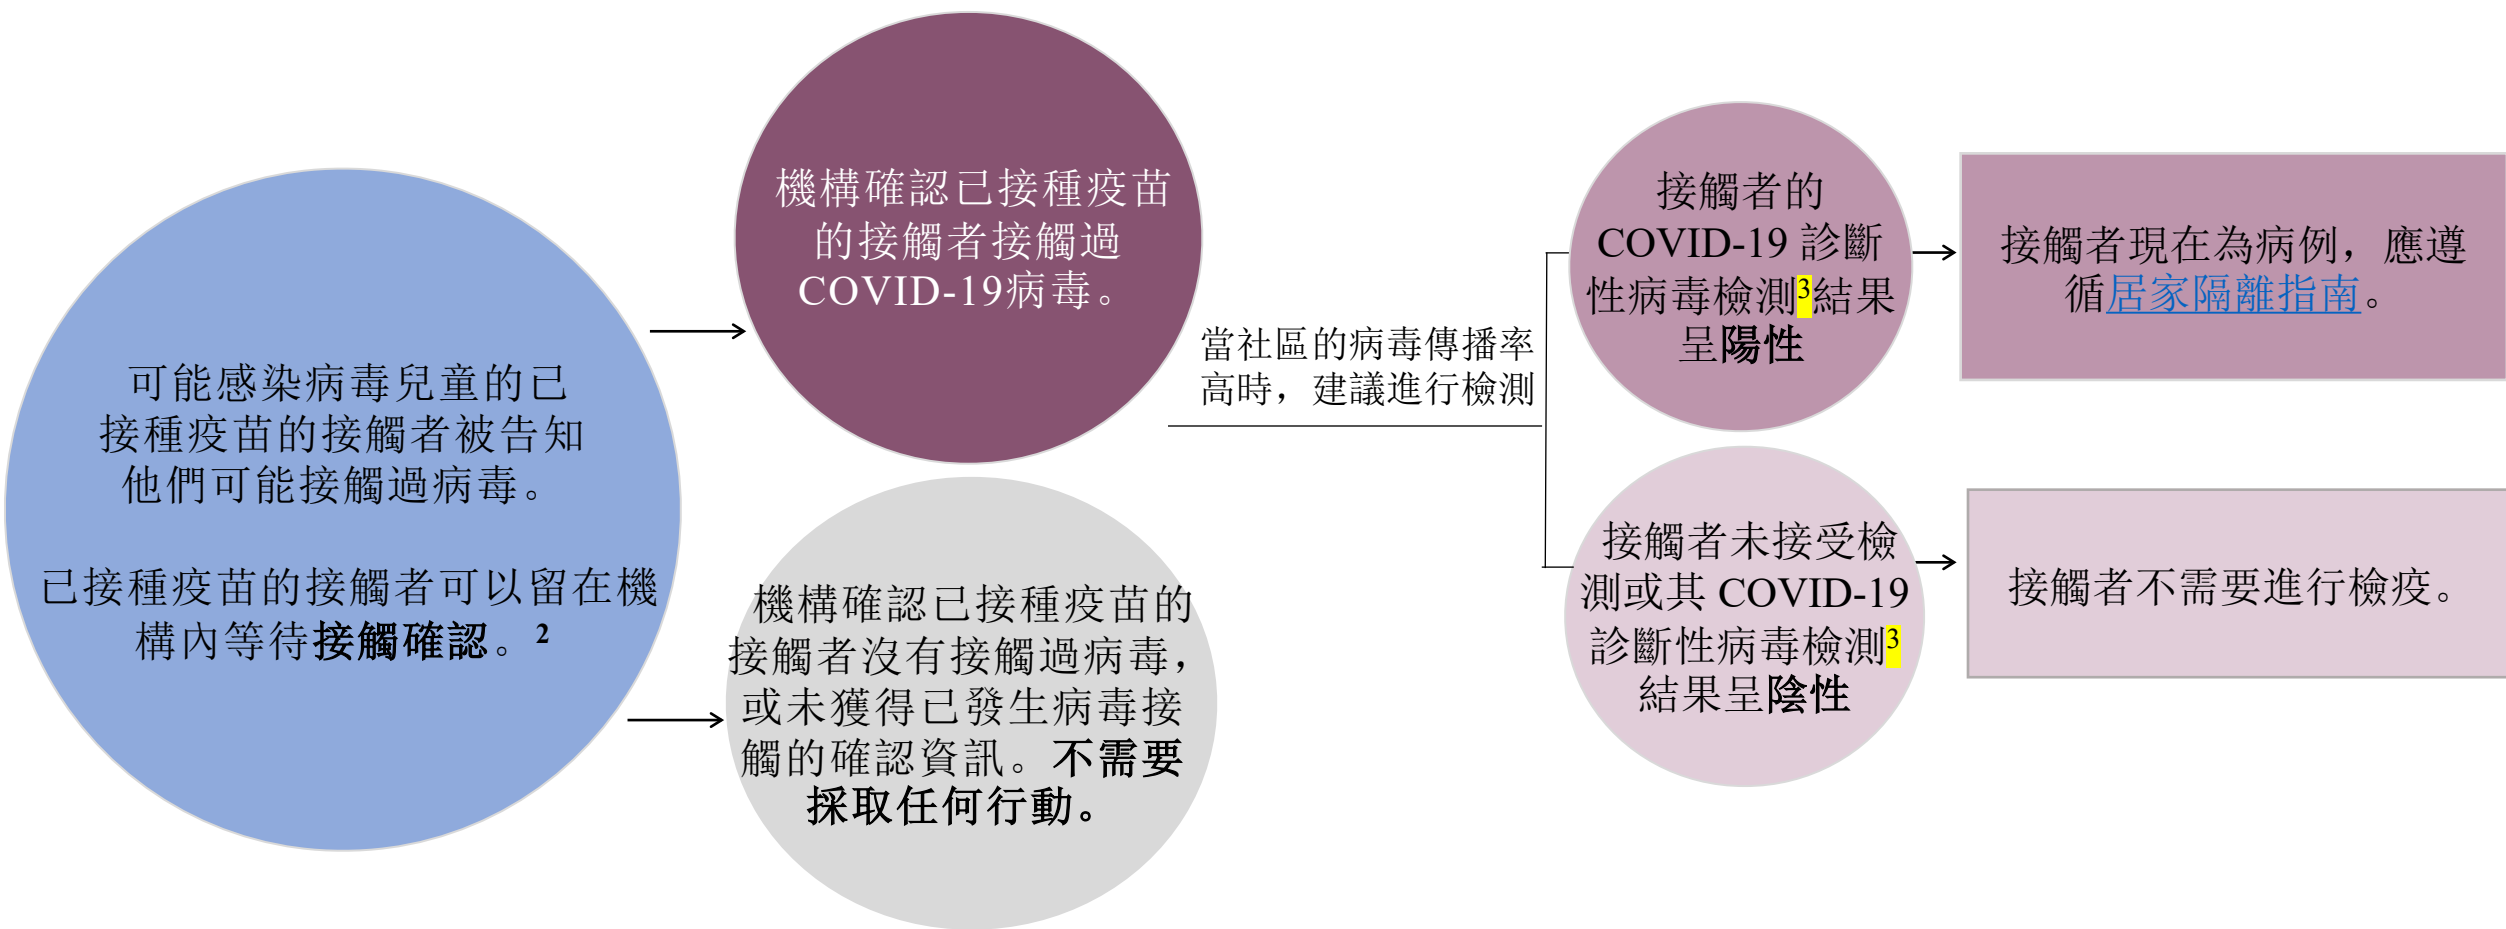 可能感染病毒兒童的已
接種疫苗的接觸者被告知
他們可能接觸過病毒。
已接種疫苗的接觸者可以留在機
構內等待接觸確認。2
機構確認已接種疫苗
的接觸者接觸過
COVID-19病毒。
機構確認已接種疫苗的
接觸者沒有接觸過病毒，
或未獲得已發生病毒接
觸的確認資訊。不需要
採取任何行動。
當社區的病毒傳播率
高時，建議進行檢測
接觸者的
COVID-19 診斷
性病毒檢測3結果
呈陽性
接觸者現在為病例，應遵
循居家隔離指南。
接觸者未接受檢
測或其 COVID-19
診斷性病毒檢測3
結果呈陰性
接觸者不需要進行檢疫。